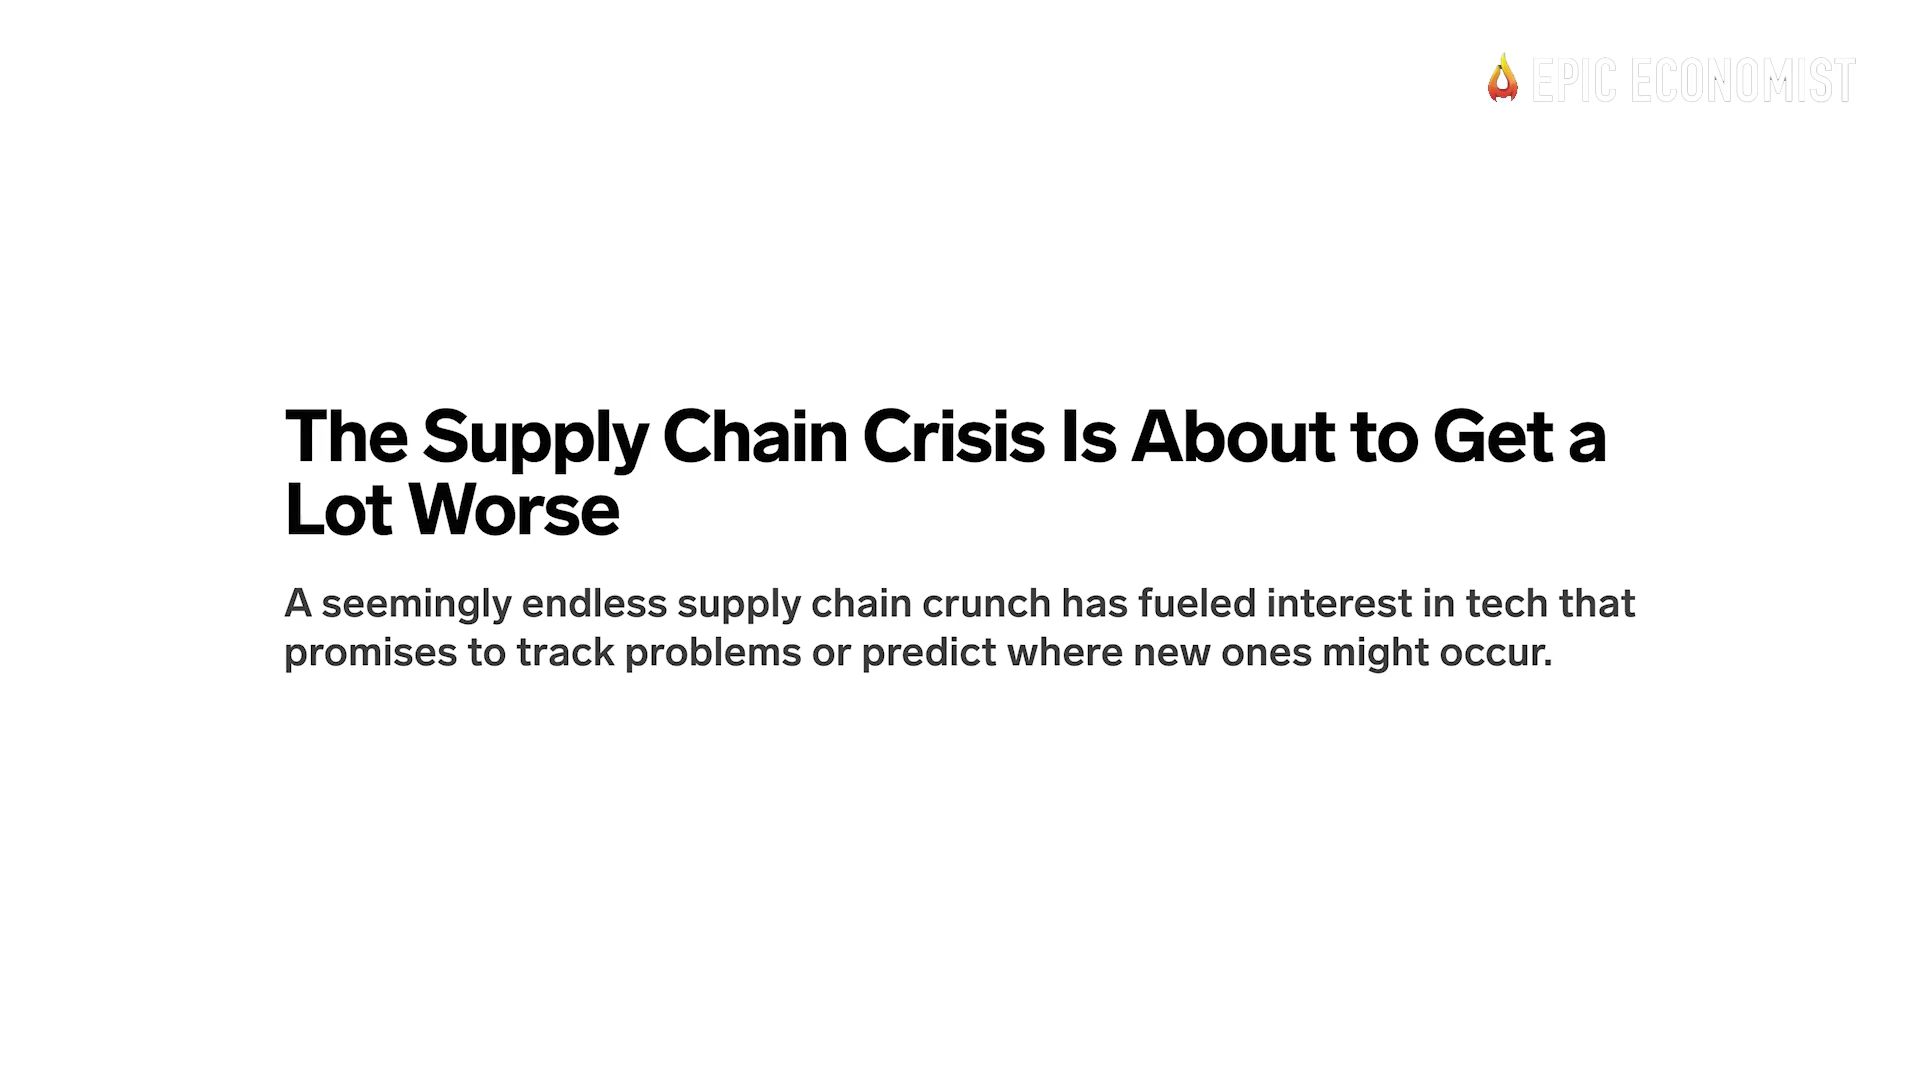 EPIC ECONOMIST
The Supply Chain Crisis Is About to Get a
Lot Worse
A seemingly endless supply chain crunch has fueled interest in tech that
promises to track problems or predict where new ones might occur.